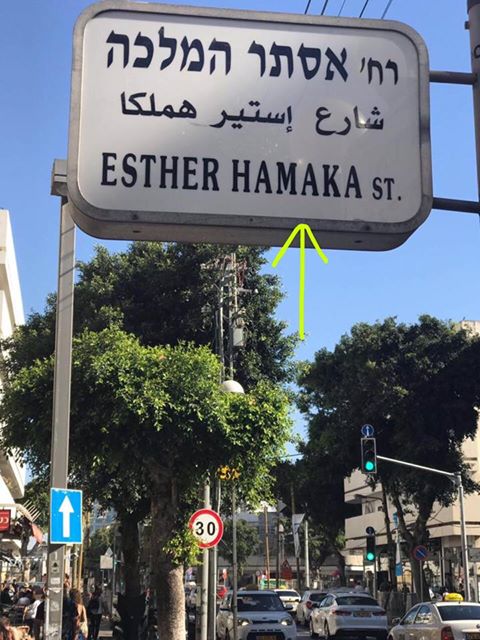 רח' אסתר המלכה
شارع إستير هملكا
ESTHER HAMAKA ST.
30